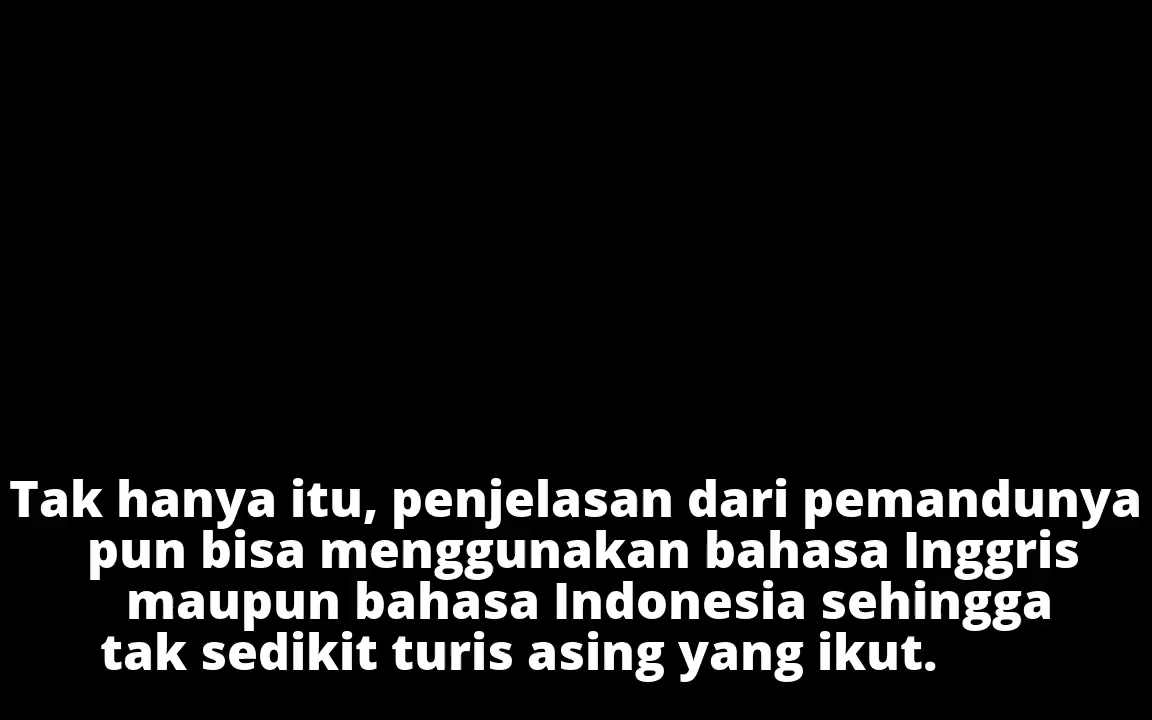 Tak hanya itu, penjelasan dari pemandunya
pun bisa menggunakan bahasa Inggris
maupun bahasa Indonesia sehingga
tak sedikit turis asing yang ikut.